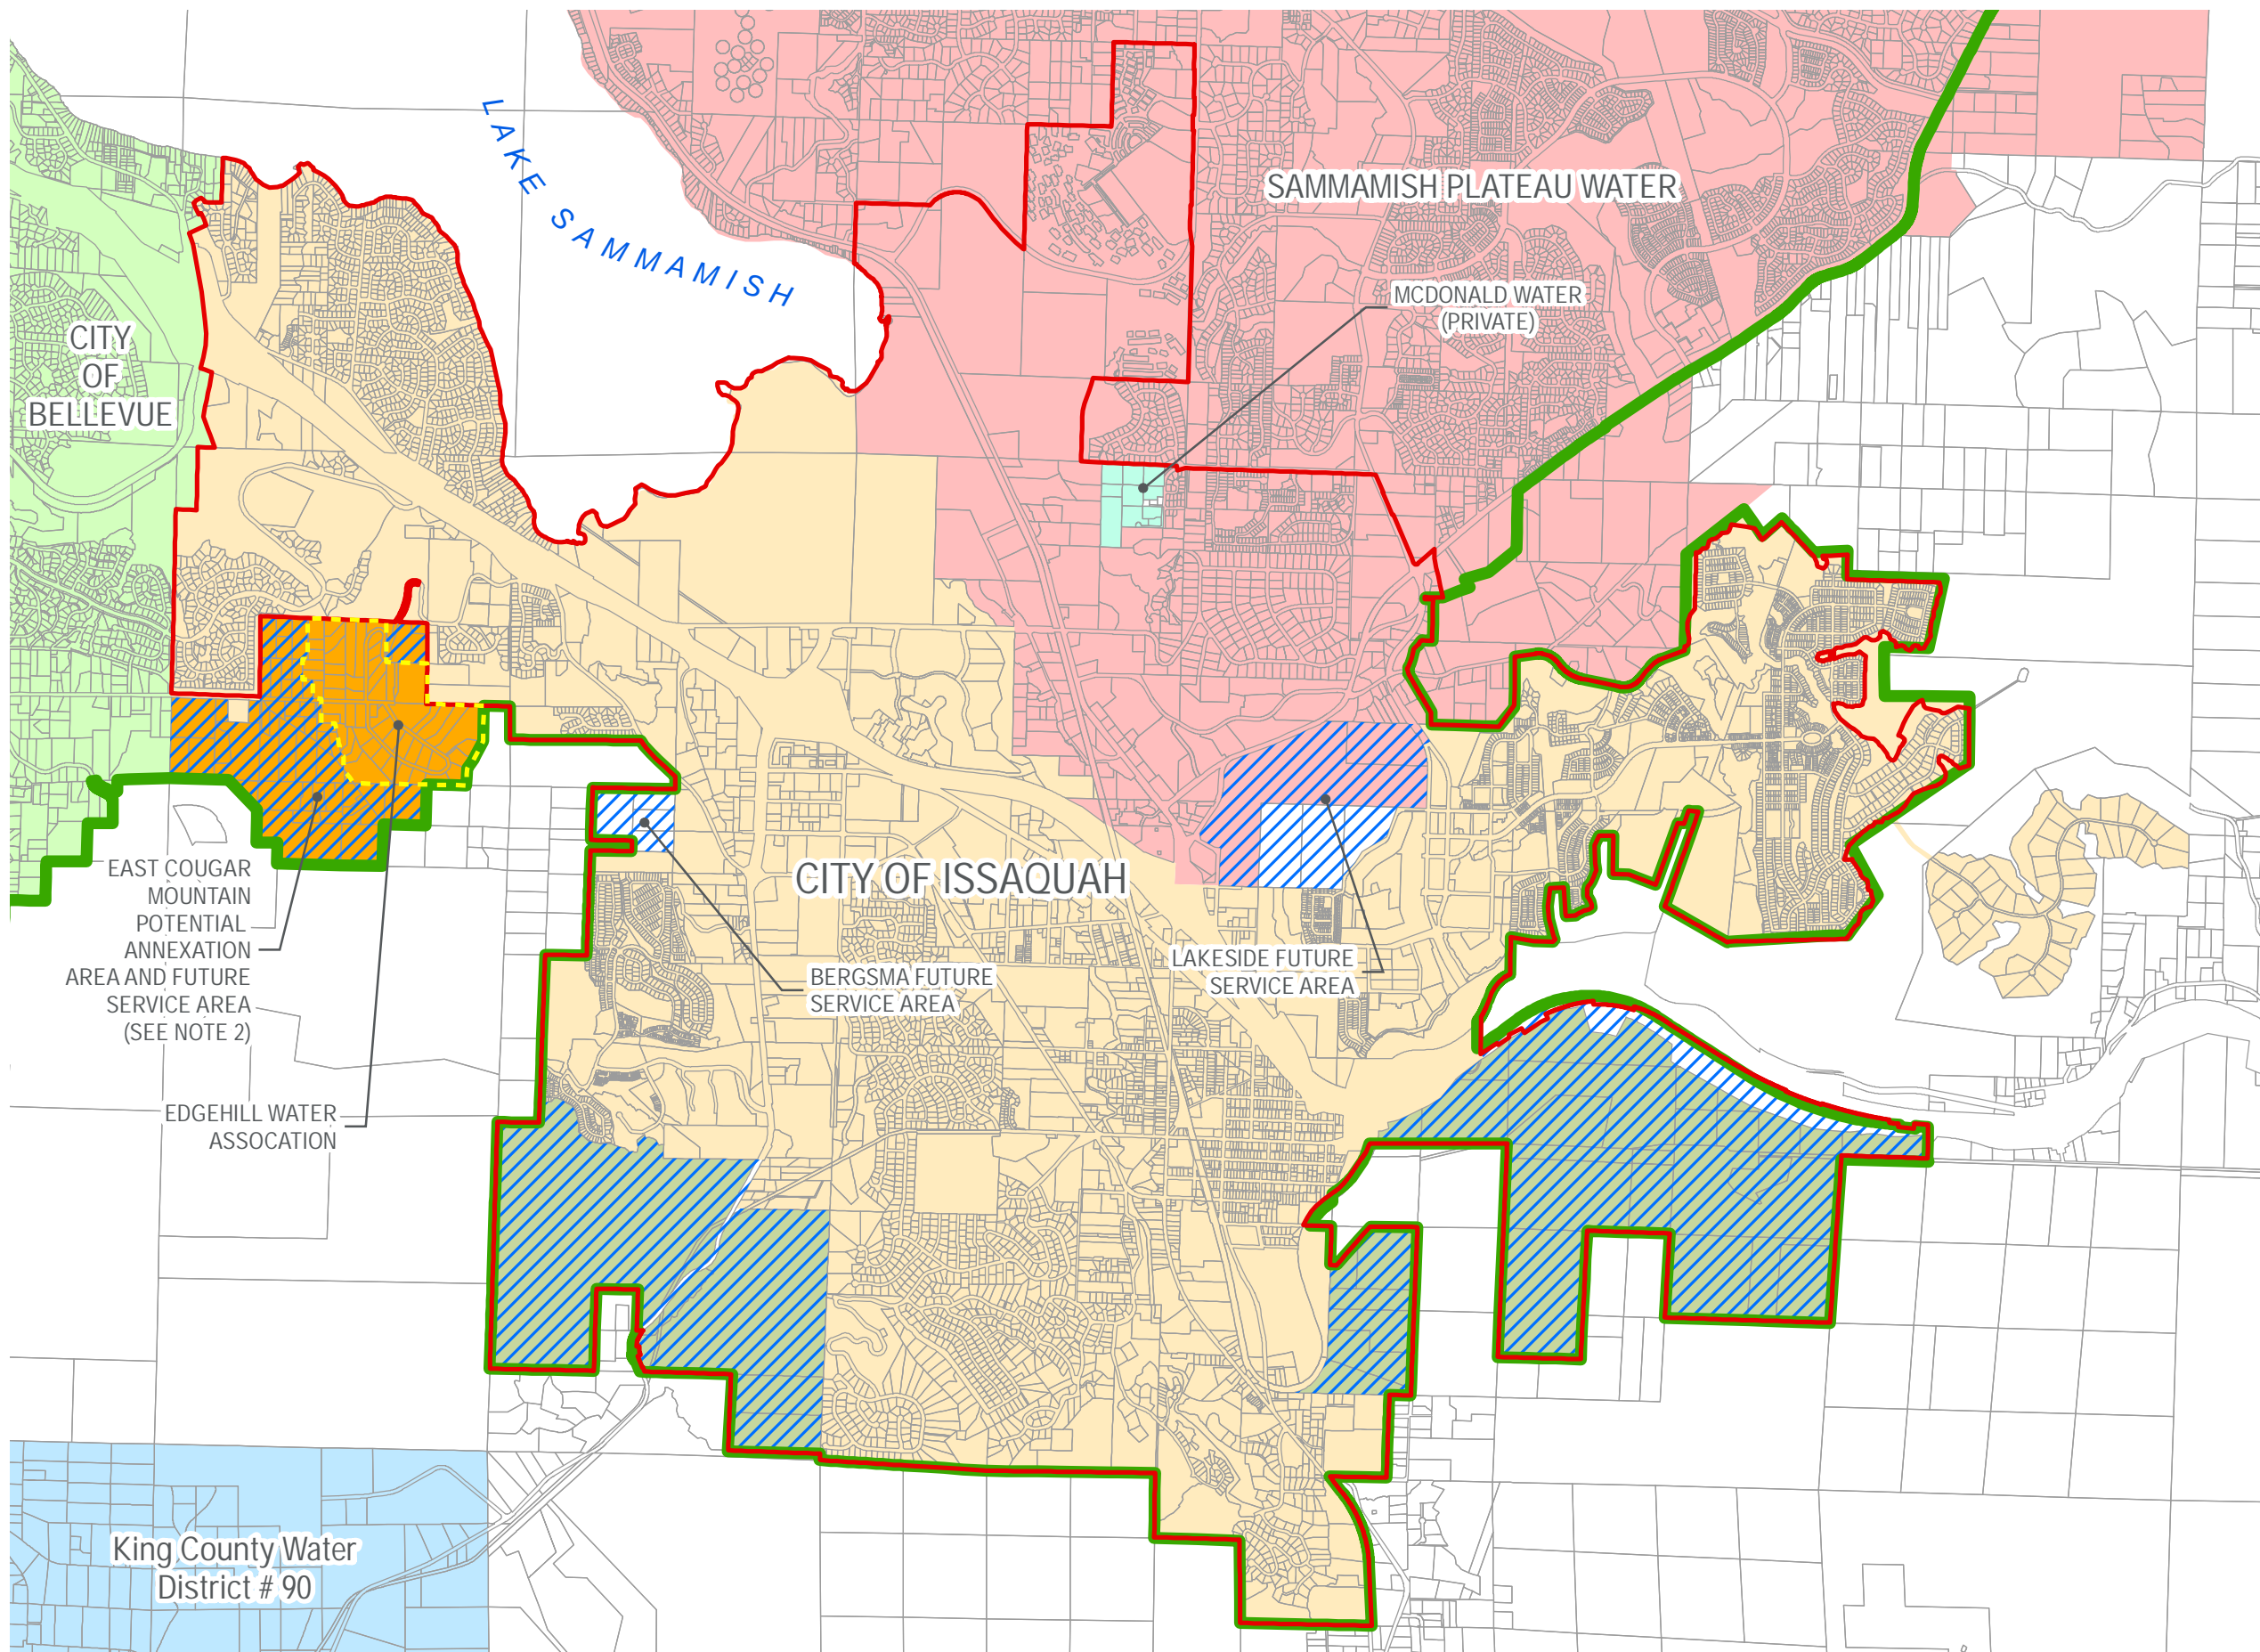 LAKE SAMMAMISH
SAMMAMISH PLATEAU WATER
MCDONALD WATER
(PRIVATE)
CITY
OF
BELLEVUE
EAST COUGAR
MOUNTAIN
POTENTIAL
ANNEXATION
AREA AND FUTURE
SERVICE AREA
(SEE NOTE 2)
CITY OF ISSAQUAH
BERGSMA FUTURE
SERVICE AREA
LAKESIDE FUTURE
SERVICE AREA
EDGEHILL WATER
ASSOCATION
King County Water
District # 90